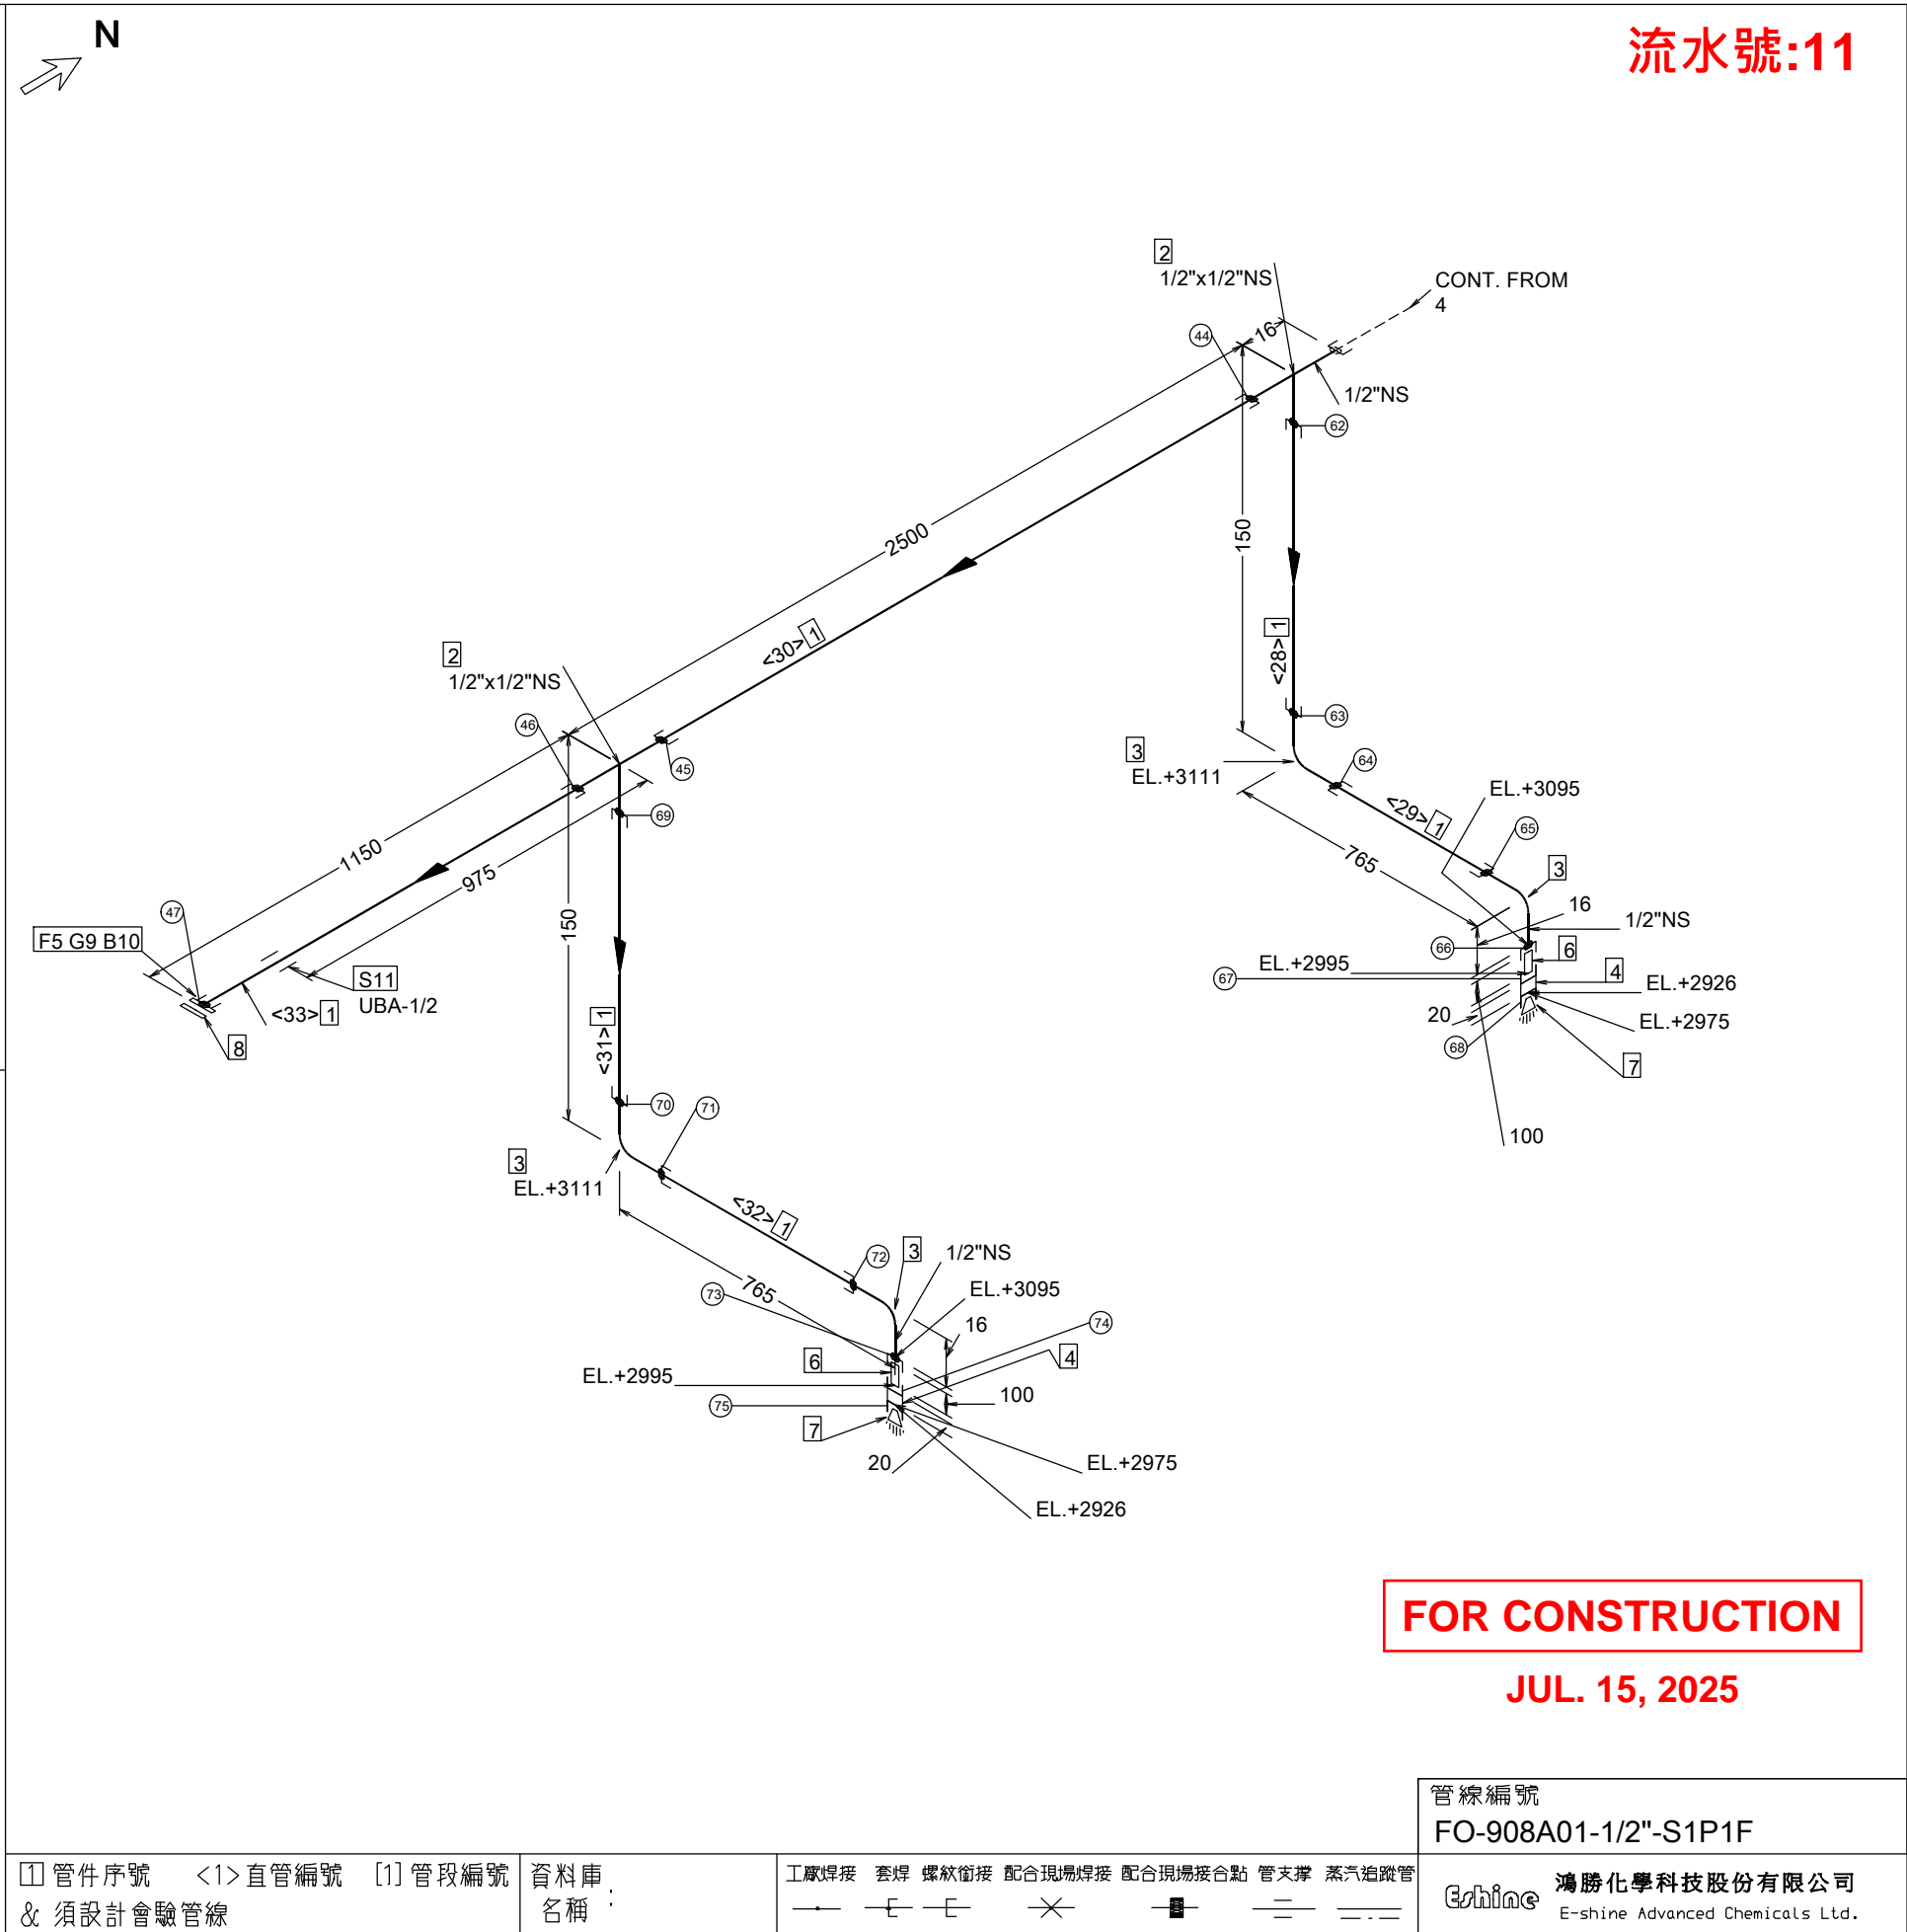 N
流水號:11
2
1/2"x1/2"NS
CONT. FROM
4
16
44
1/2"NS
62
2500
150
<30> 1
<28> 1
2
1/2"x1/2"NS
46
45
63
3
EL.+3111
64
EL.+3095
<29> 1
65
69
1150
975
765
3
16
1/2"NS
47
F5 G9 B10
150
66
6
EL.+2995
67
4
EL.+2926
S11
UBA-1/2
<33> 1
8
20
EL.+2975
68
7
<31> 1
70
71
100
3
EL.+3111
<32> 1
72
3
1/2"NS
765
73
EL.+3095
16
74
6
4
EL.+2995
100
75
7
20
EL.+2975
EL.+2926
FOR CONSTRUCTION
JUL. 15, 2025
管線編號
FO-908A01-1/2"-S1P1F
1 管件序號 <1>直管編號 [1] 管段編號
& 須設計會驗管線
資料庫
名稱 :
工廠焊接 套焊 螺紋銜接 配合現場焊接 配合現場接合點 管支撐 蒸汽追蹤管
Eshine 鴻勝化學科技股份有限公司
E-shine Advanced Chemicals Ltd.